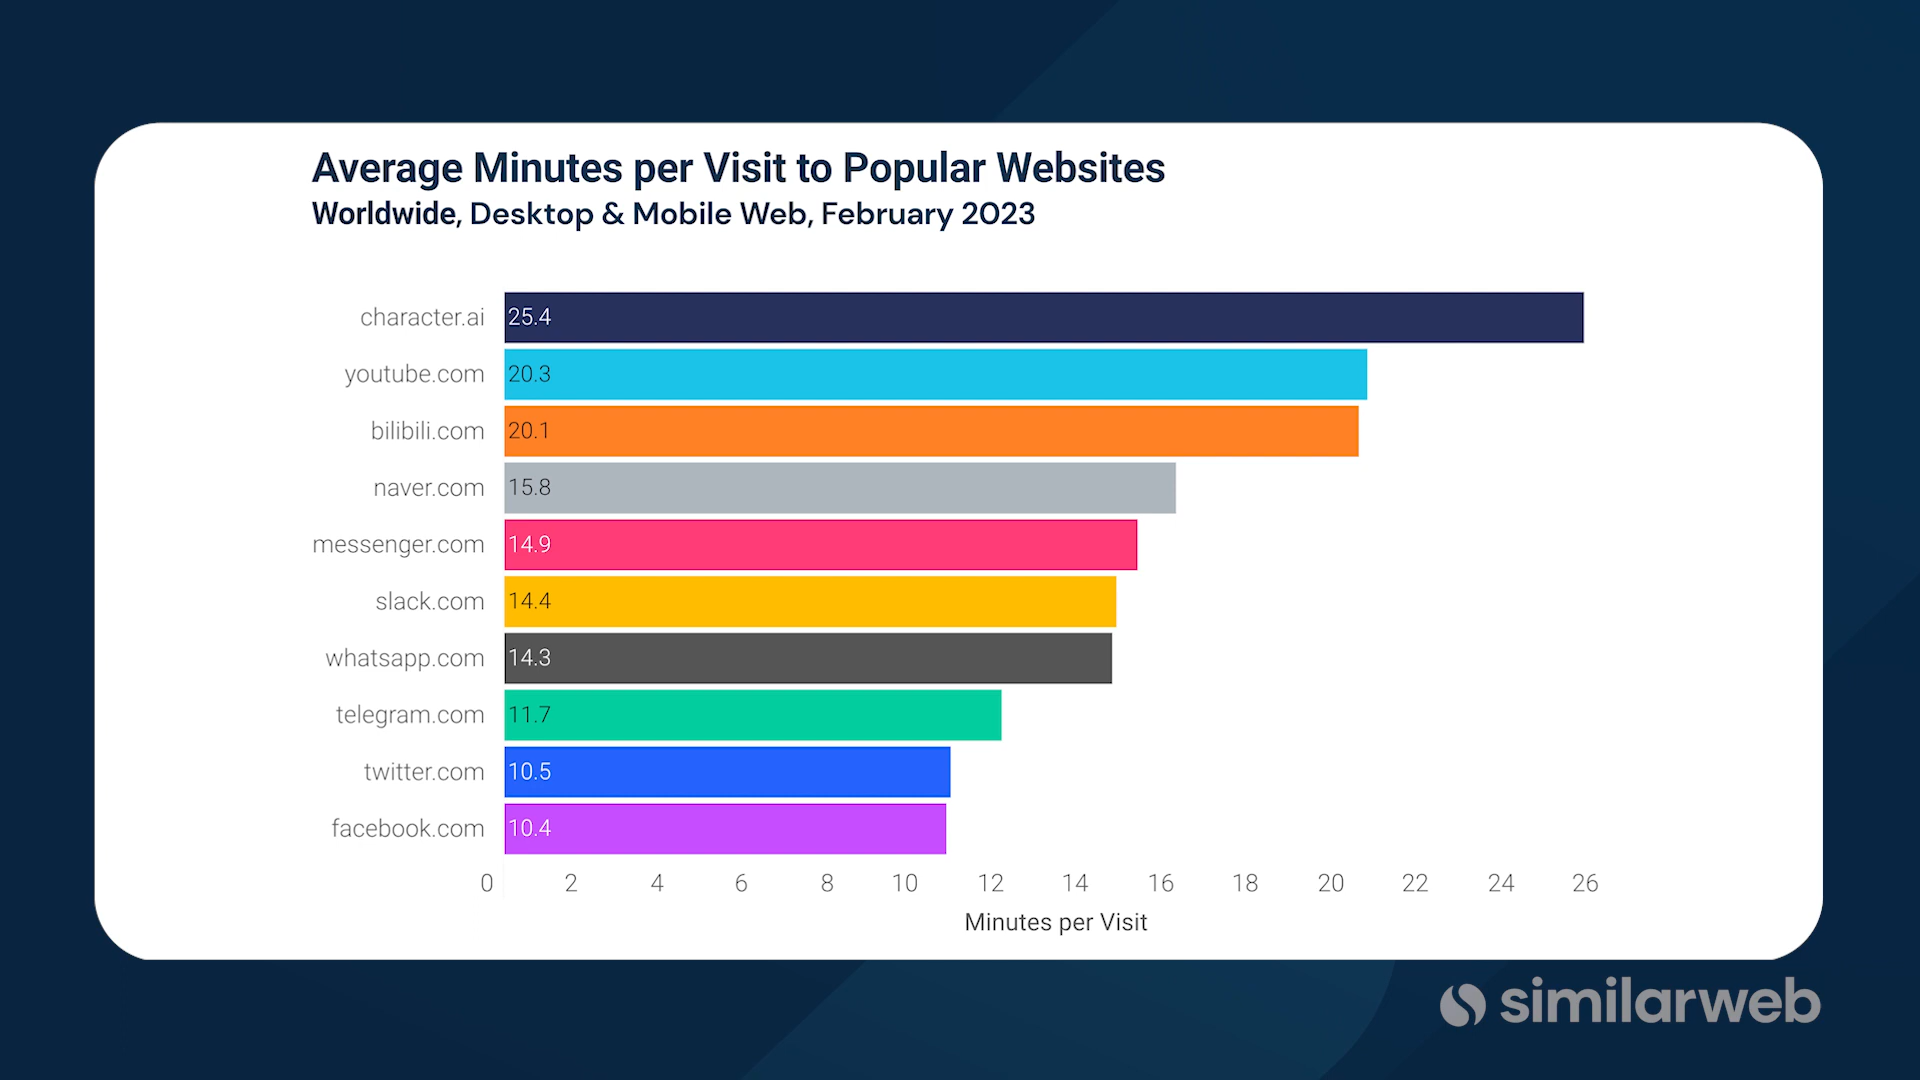 Average Minutes per Visit to Popular Websites
Worldwide, Desktop & Mobile Web, February 2023
character.ai 25.4
youtube.com 20.3
bilibili.com 20.1
naver.com 15.8
messenger.com 14.9
slack.com 14.4
whatsapp.com 14.3
telegram.com 11.7
twitter.com 10.5
facebook.com 10.4
0 2 4 6 8 10 12 14 16 18 20 22 24 26
Minutes per Visit
similarweb